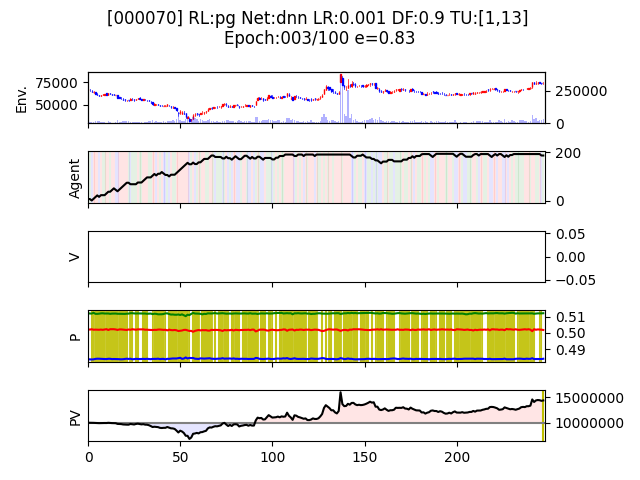 [000070] RL:pg Net:dnn LR:0.001 DF:0.9 TU:[1,13]
Epoch:003/100 e=0.83
Env.
75000
50000
250000
0
Agent
200
0
V
0.05
0.00
−0.05
P
0.51
0.50
0.49
PV
15000000
10000000
0
50
100
150
200